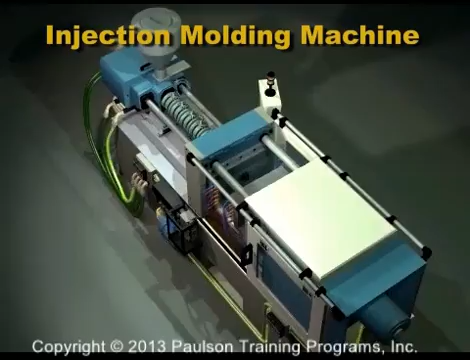 Injection Molding Machine
Copyright © 2013 Paulson Training Programs, Inc.